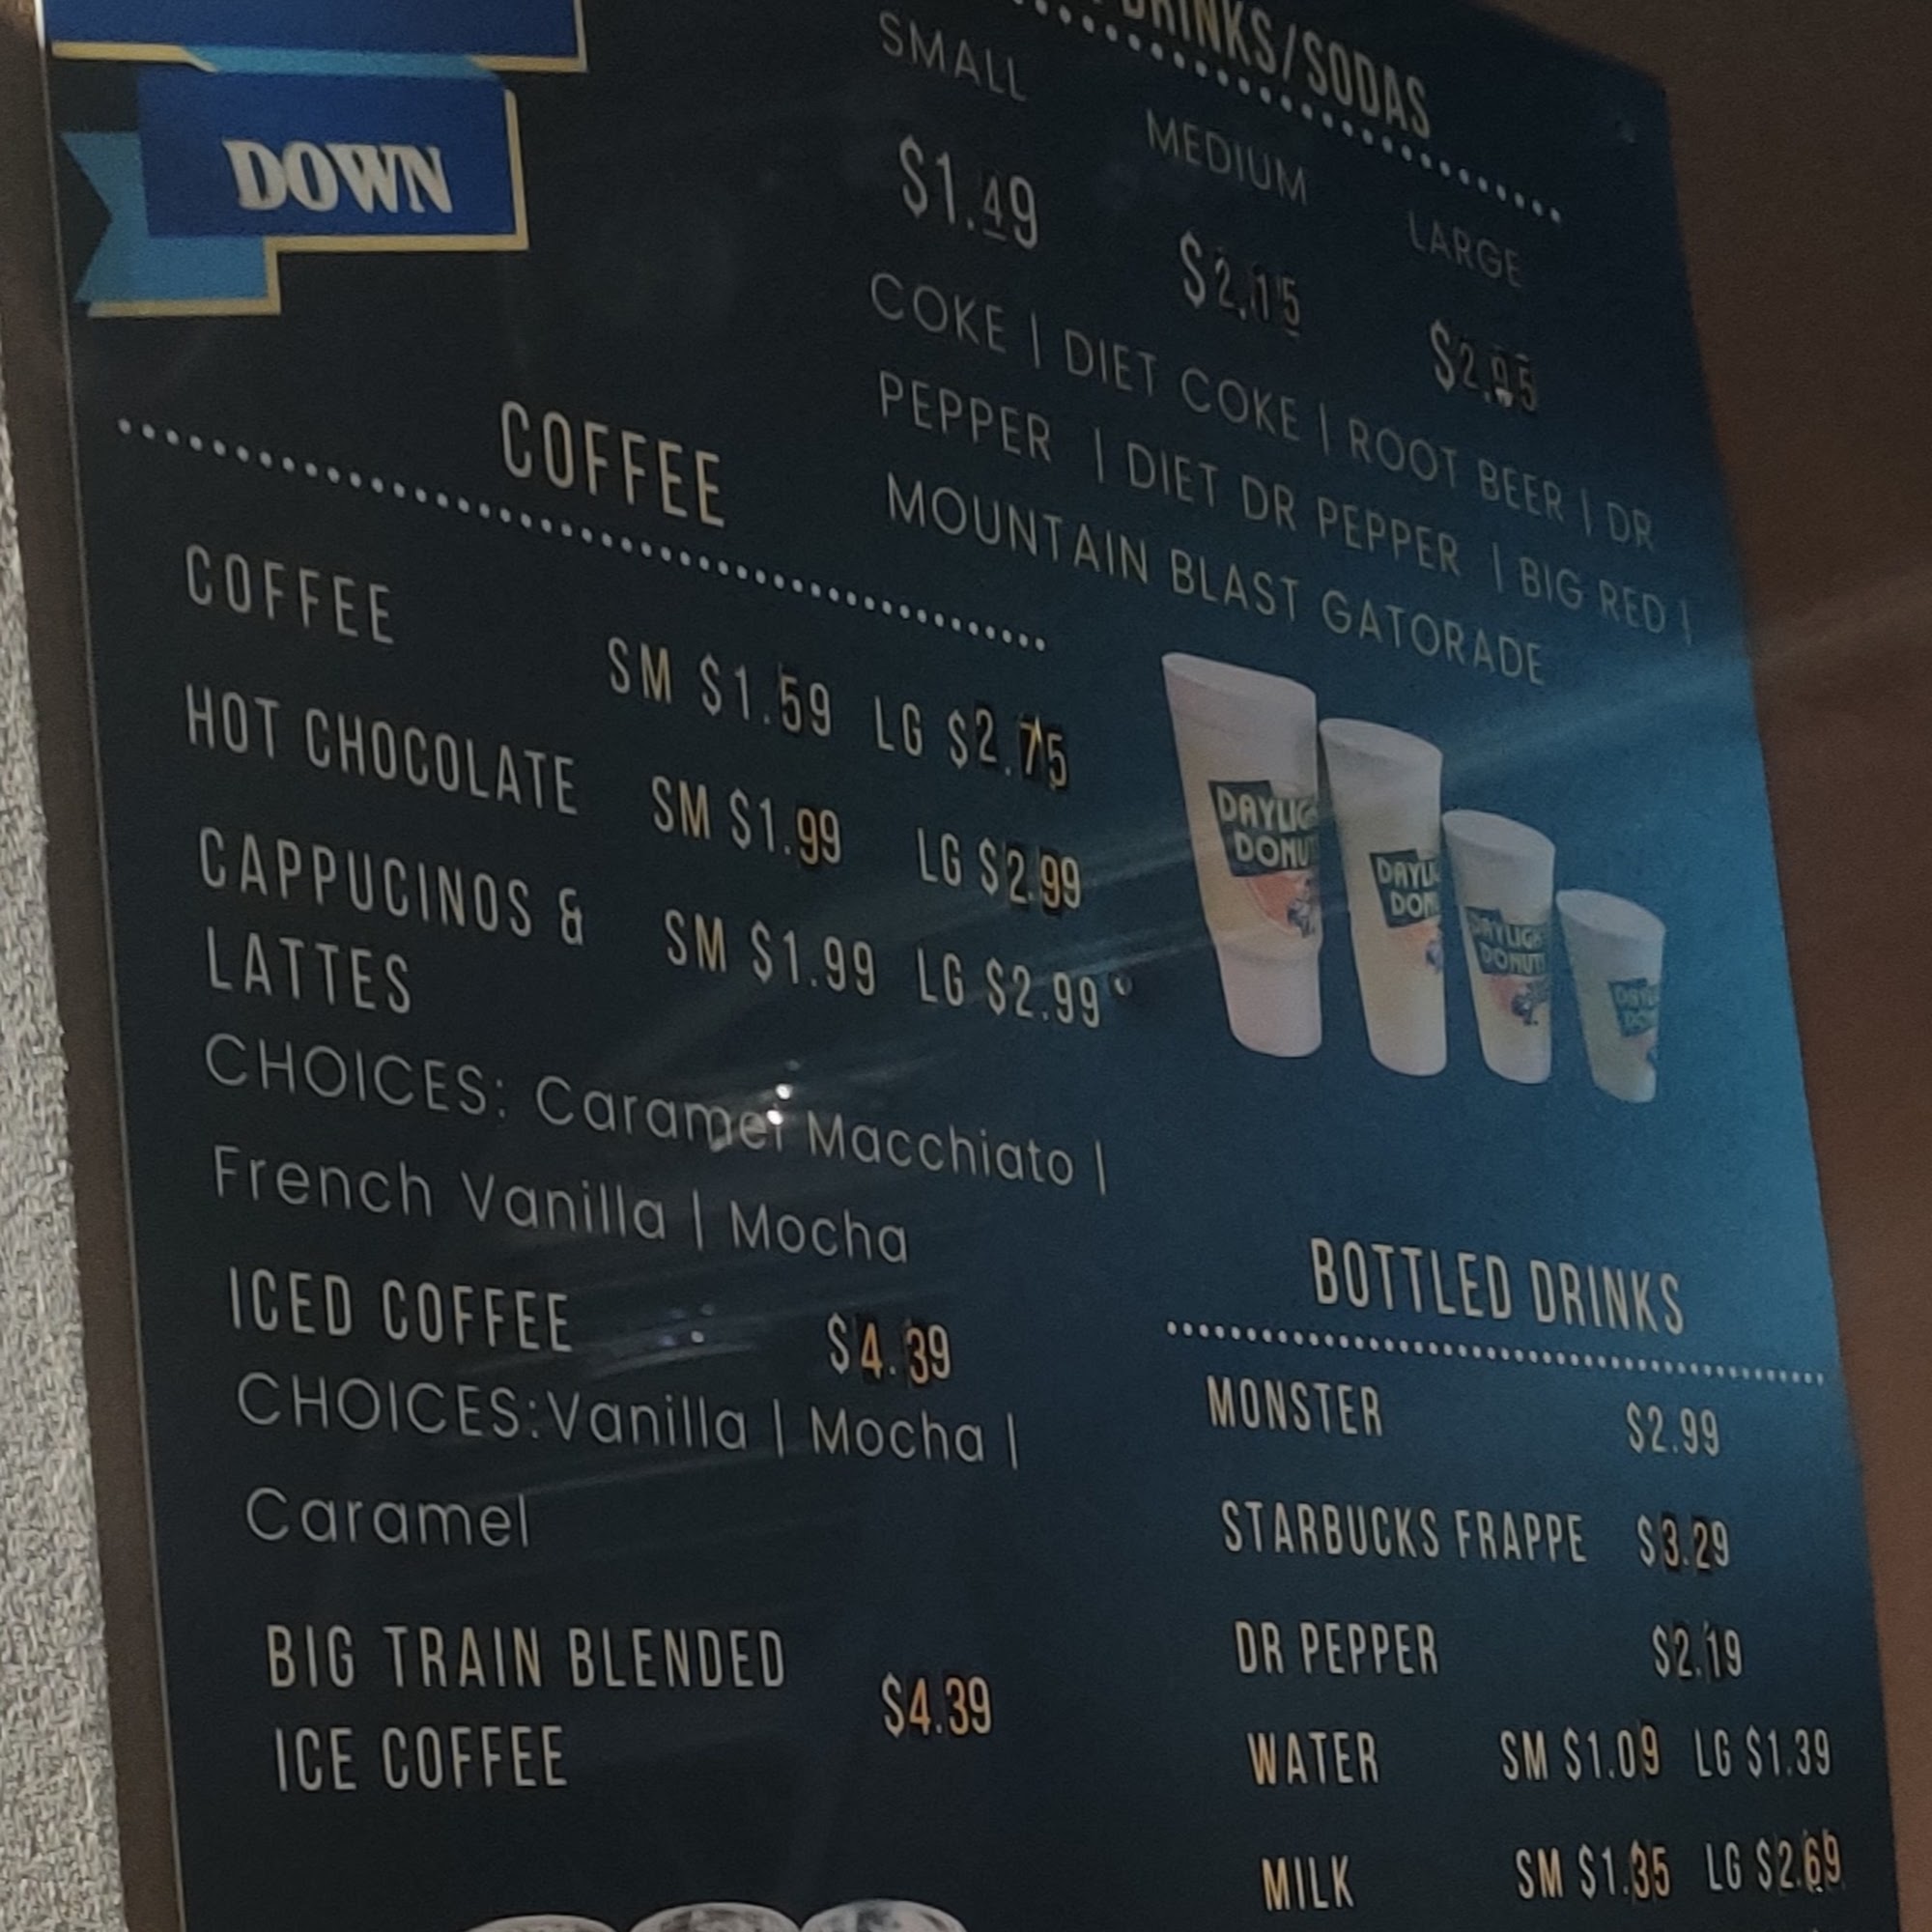 DOWN
DRINKS/SODAS
SMALL MEDIUM LARGE
$1.49 $2.15 $2.95
COKE | DIET COKE | ROOT BEER | DR
PEPPER | DIET DR PEPPER | BIG RED |
MOUNTAIN BLAST GATORADE
COFFEE
COFFEE SM $1.59 LG $2.75
HOT CHOCOLATE SM $1.99 LG $2.99
CAPPUCINOS & SM $1.99 LG $2.99
LATTES
CHOICES: Caramel Macchiato |
French Vanilla | Mocha
ICED COFFEE $4.39
CHOICES:Vanilla | Mocha |
Caramel
BIG TRAIN BLENDED $4.39
ICE COFFEE
DAYLIGHT
DONUT
BOTTLED DRINKS
MONSTER $2.99
STARBUCKS FRAPPE $3.29
DR PEPPER $2.19
WATER SM $1.09 LG $1.39
MILK SM $1.35 LG $2.69